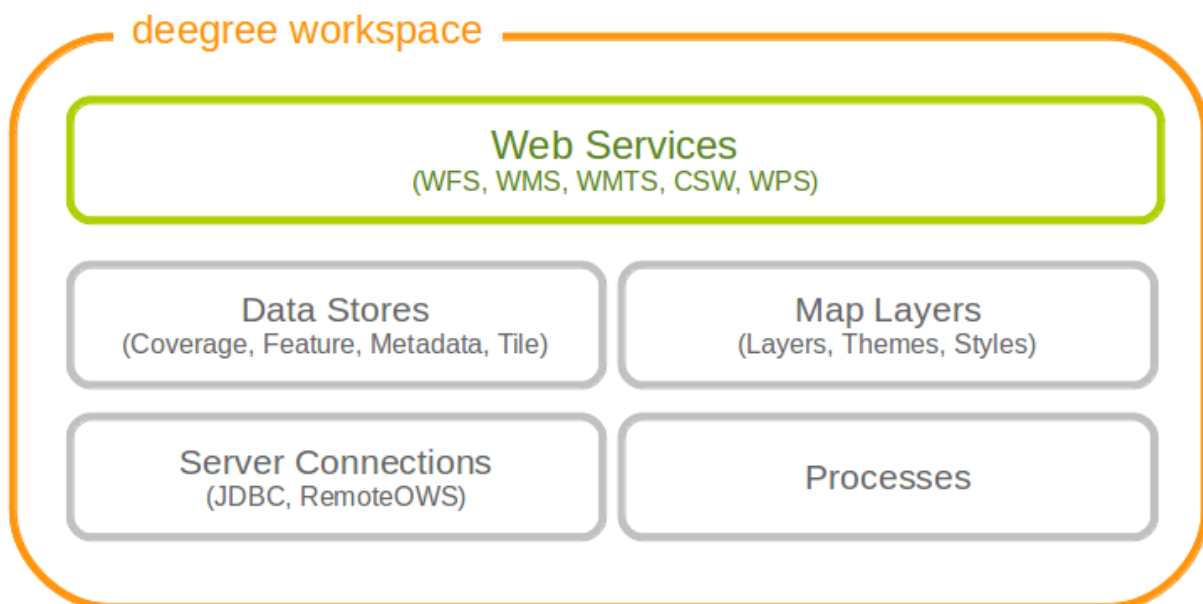 deegree workspace
Web Services
(WFS, WMS, WMTS, CSW, WPS)
Data Stores
(Coverage, Feature, Metadata, Tile)
Map Layers
(Layers, Themes, Styles)
Server Connections
(JDBC, RemoteOWS)
Processes